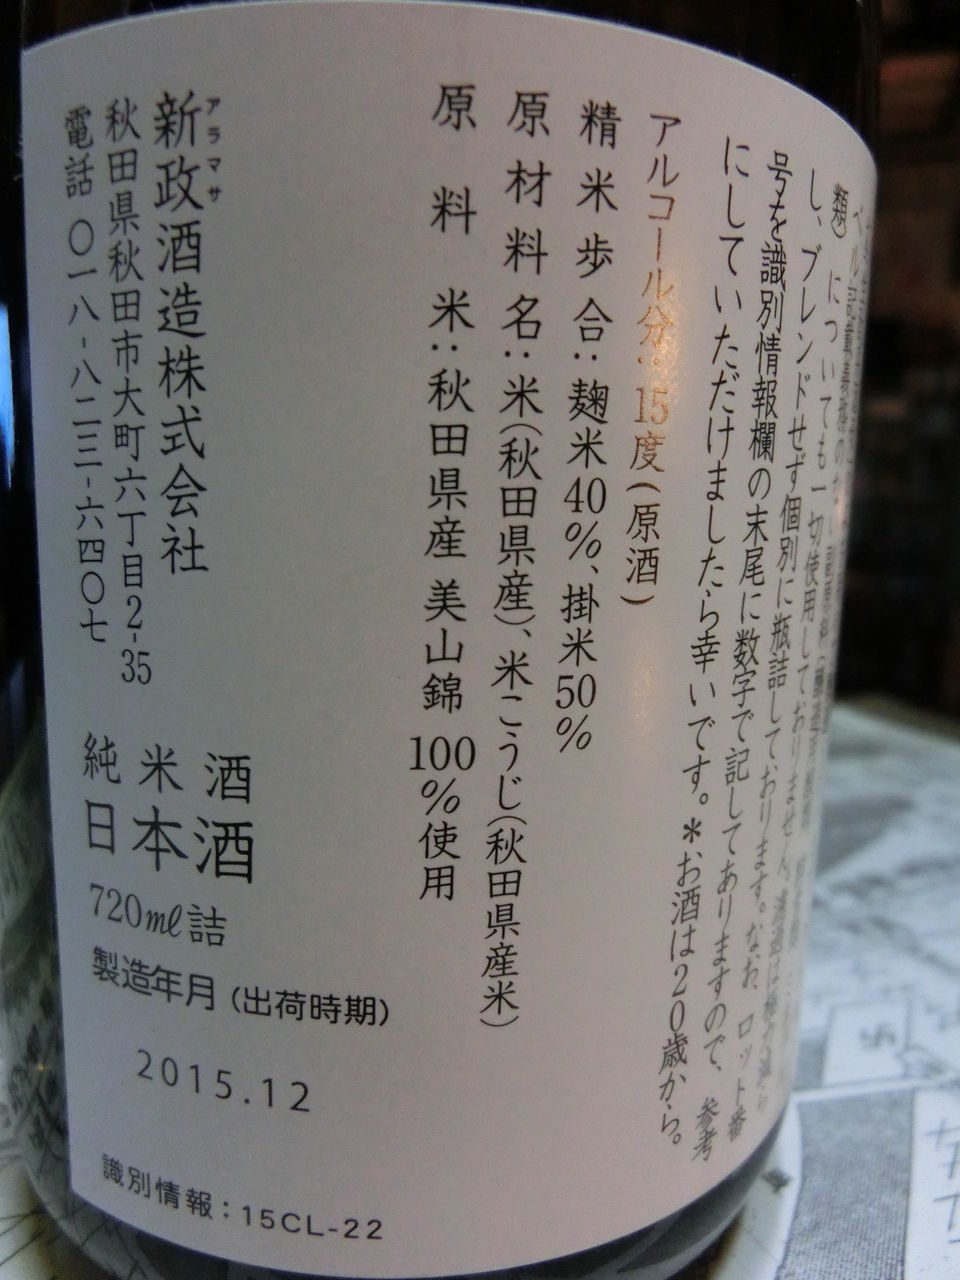 類)についても一切使用しておりま
し、ブレンドせず個別に瓶詰しております。なお、ロット番
号を識別情報欄の末尾に数字で記してありますので、参考
にしていただけましたら幸いです。＊お酒は20歳から。
アルコール分：15度(原酒)
精米歩合：麹米40%、掛米50%
原材料名：米(秋田県産)、米こうじ(秋田県産米)
原料米：秋田県産 美山錦 100%使用
アラマサ
新政酒造株式会社
秋田県秋田市大町六丁目2-35
電話 〇一八-八二三-六四〇七
純米酒
日本酒
720ml詰
製造年月(出荷時期)
2015.12
識別情報：15CL-22